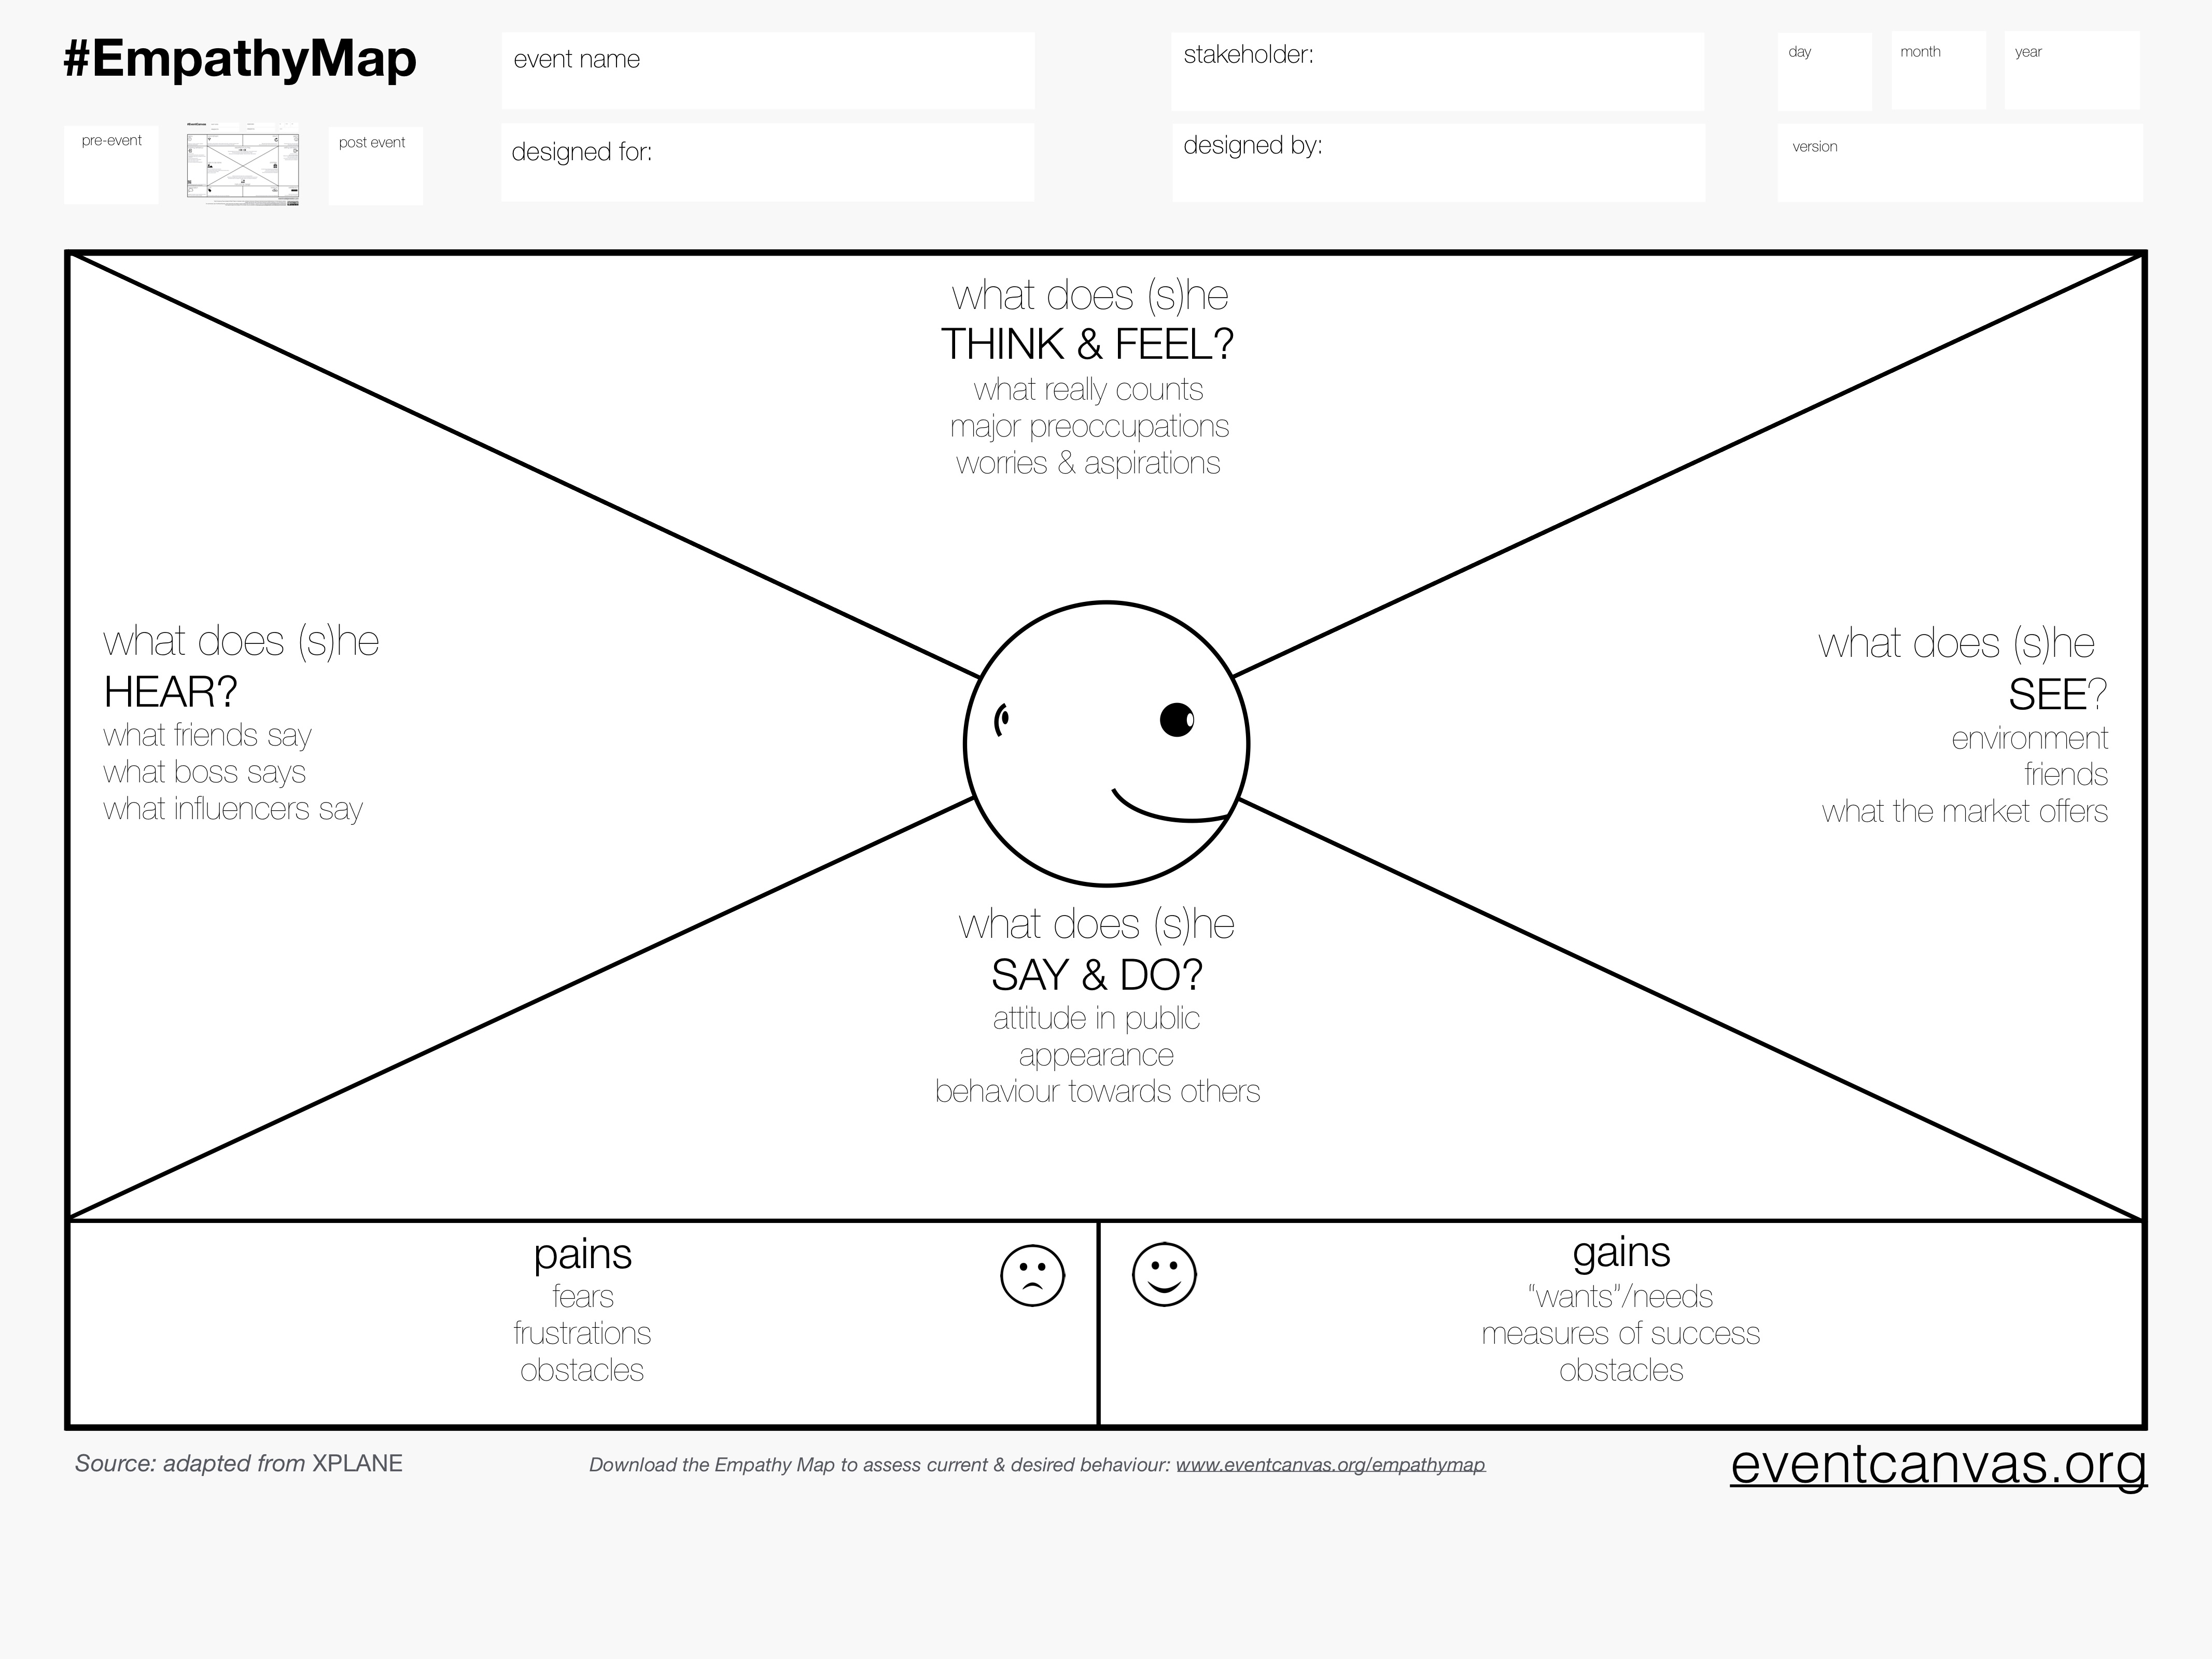 #EmpathyMap
event name
stakeholder:
day
month
year
pre-event
post event
designed for:
designed by:
version
what does (s)he
THINK & FEEL?
what really counts
major preoccupations
worries & aspirations
what does (s)he
HEAR?
what friends say
what boss says
what influencers say
what does (s)he
SEE?
environment
friends
what the market offers
what does (s)he
SAY & DO?
attitude in public
appearance
behaviour towards others
pains
fears
frustrations
obstacles
gains
“wants”/needs
measures of success
obstacles
Source: adapted from XPLANE
Download the Empathy Map to assess current & desired behaviour: www.eventcanvas.org/empathymap
eventcanvas.org